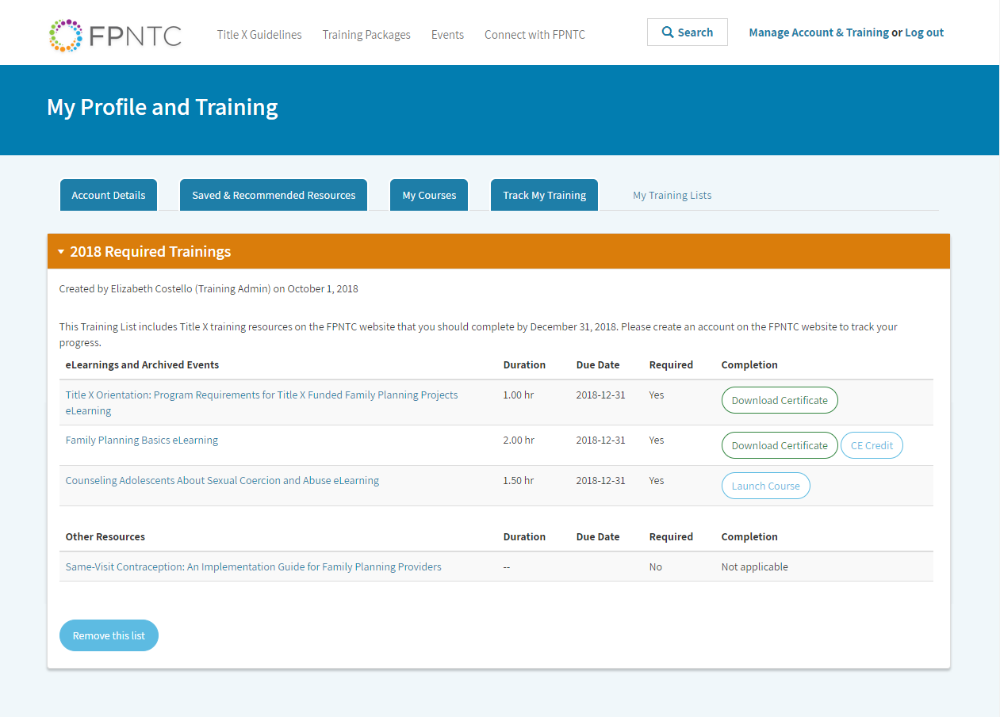 FPNTC
Title X Guidelines Training Packages Events Connect with FPNTC Search Manage Account & Training or Log out
My Profile and Training
Account Details Saved & Recommended Resources My Courses Track My Training My Training Lists
2018 Required Trainings
Created by Elizabeth Costello (Training Admin) on October 1, 2018
This Training List includes Title X training resources on the FPNTC website that you should complete by December 31, 2018. Please create an account on the FPNTC website to track your
progress.
eLearnings and Archived Events Duration Due Date Required Completion
Title X Orientation: Program Requirements for Title X Funded Family Planning Projects 1.00 hr 2018-12-31 Yes Download Certificate
eLearning
Family Planning Basics eLearning 2.00 hr 2018-12-31 Yes Download Certificate CE Credit
Counseling Adolescents About Sexual Coercion and Abuse eLearning 1.50 hr 2018-12-31 Yes Launch Course
Other Resources Duration Due Date Required Completion
Same-Visit Contraception: An Implementation Guide for Family Planning Providers -- No Not applicable
Remove this list